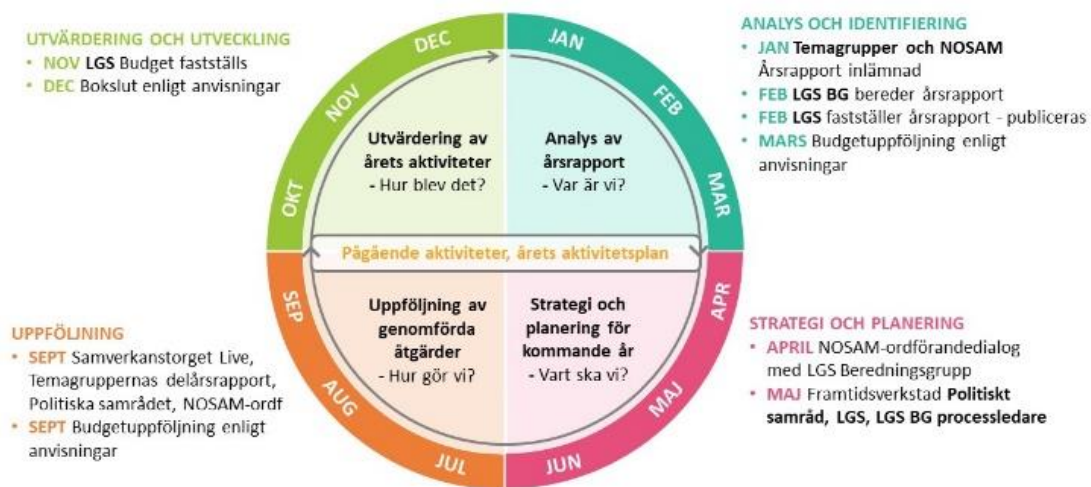 UTVÄRDERING OCH UTVECKLING
• NOV LGS Budget fastställs
• DEC Bokslut enligt anvisningar
ANALYS OCH IDENTIFIERING
• JAN Temagrupper och NOSAM
Årsrapport inlämnad
• FEB LGS BG bereder årsrapport
• FEB LGS fastställer årsrapport - publiceras
• MARS Budgetuppföljning enligt
anvisningar
OKT
NOV
DEC
JAN
FEB
MAR
Utvärdering av
årets aktiviteter
- Hur blev det?
Analys av
årsrapport
- Var är vi?
Pågående aktiviteter, årets aktivitetsplan
Uppföljning av
genomförda
åtgärder
- Hur gör vi?
Strategi och
planering för
kommande år
- Vart ska vi?
SEP
AUG
JUL
JUN
MAJ
APR
UPPFÖLJNING
• SEPT Samverkanstorget Live,
Temagruppernas delårsrapport,
Politiska samrådet, NOSAM-ordf
• SEPT Budgetuppföljning enligt
anvisningar
STRATEGI OCH PLANERING
• APRIL NOSAM-ordförandedialog
med LGS Beredningsgrupp
• MAJ Framtidsverkstad Politiskt
samråd, LGS, LGS BG processledare